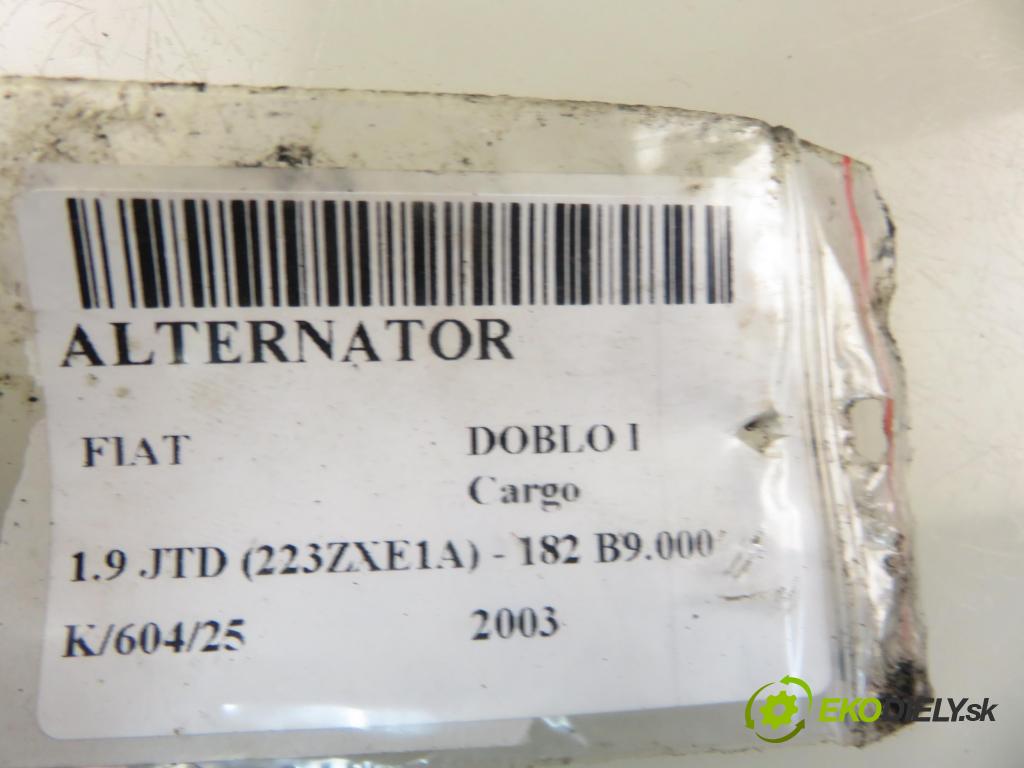 ALTERNATOR
FIAT DOBLO I
Cargo
1.9 JTD (223ZXE1A) - 182 B9.000
K/604/25 2003
EKODIELY.sk